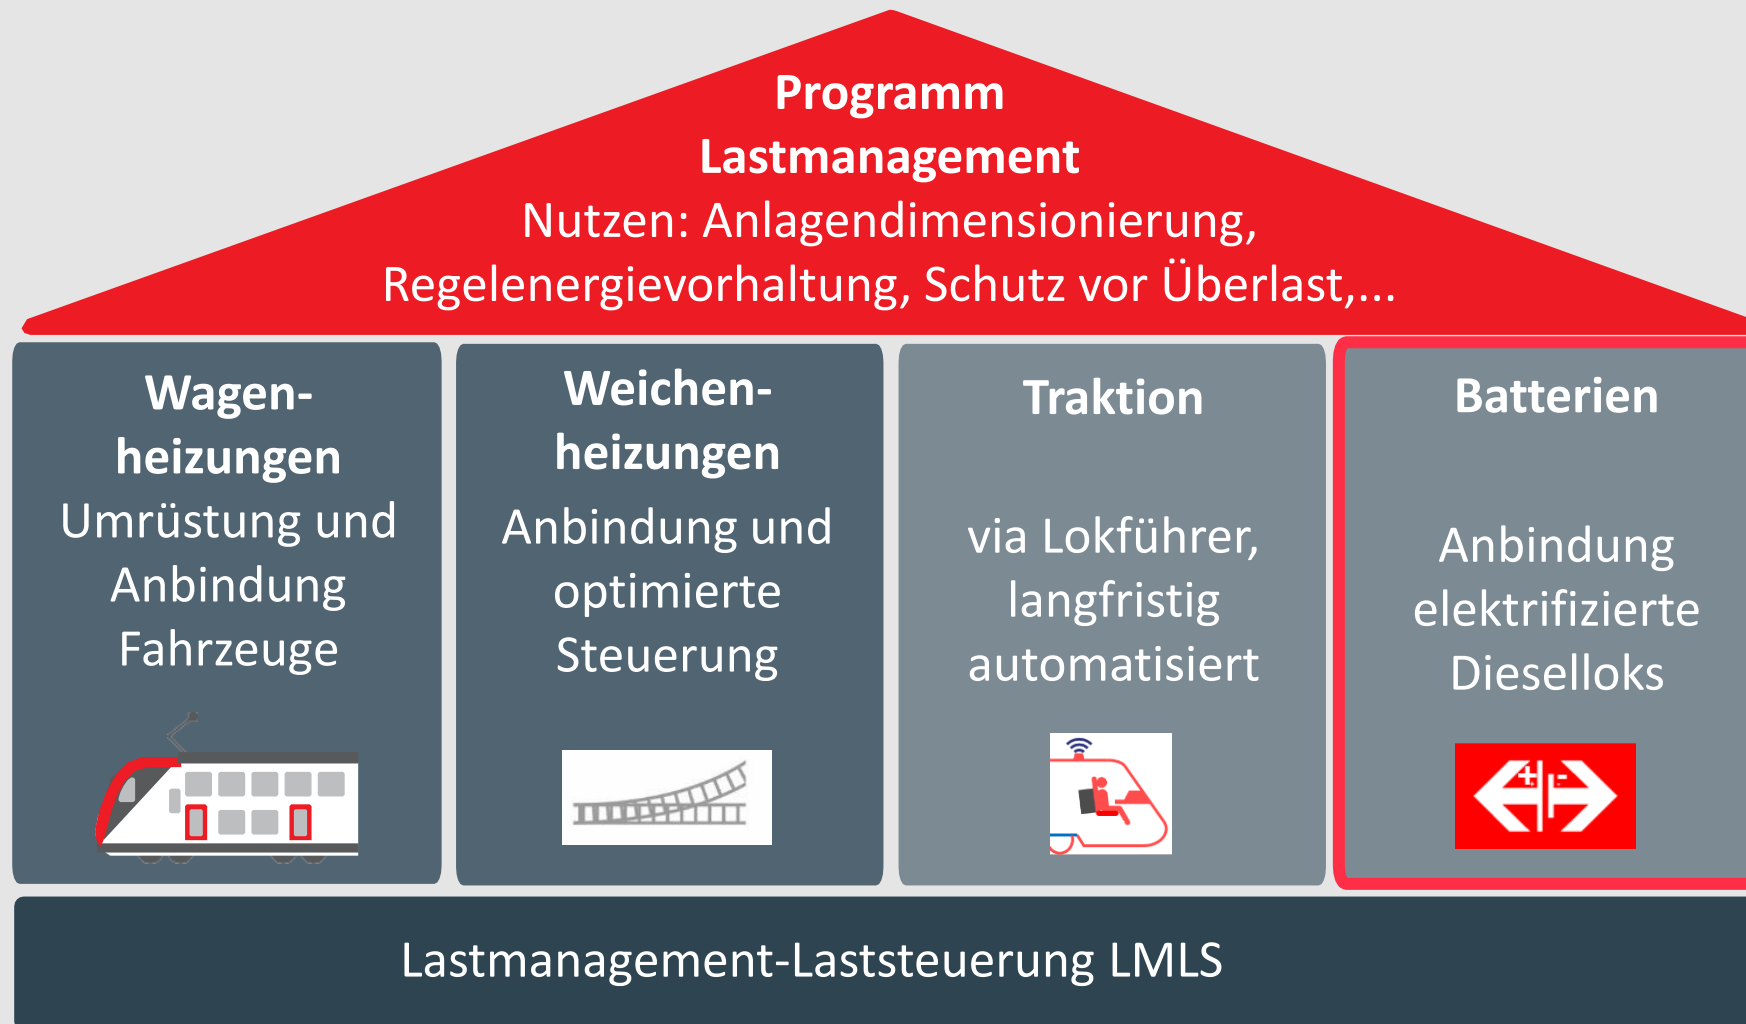 Programm
Lastmanagement
Nutzen: Anlagendimensionierung,
Regelenergievorhaltung, Schutz vor Überlast,...
Wagen-
heizungen
Umrüstung und
Anbindung
Fahrzeuge
Weichen-
heizungen
Anbindung und
optimierte
Steuerung
Traktion
via Lokführer,
langfristig
automatisiert
Batterien
Anbindung
elektrifizierte
Dieselloks
Lastmanagement-Laststeuerung LMLS